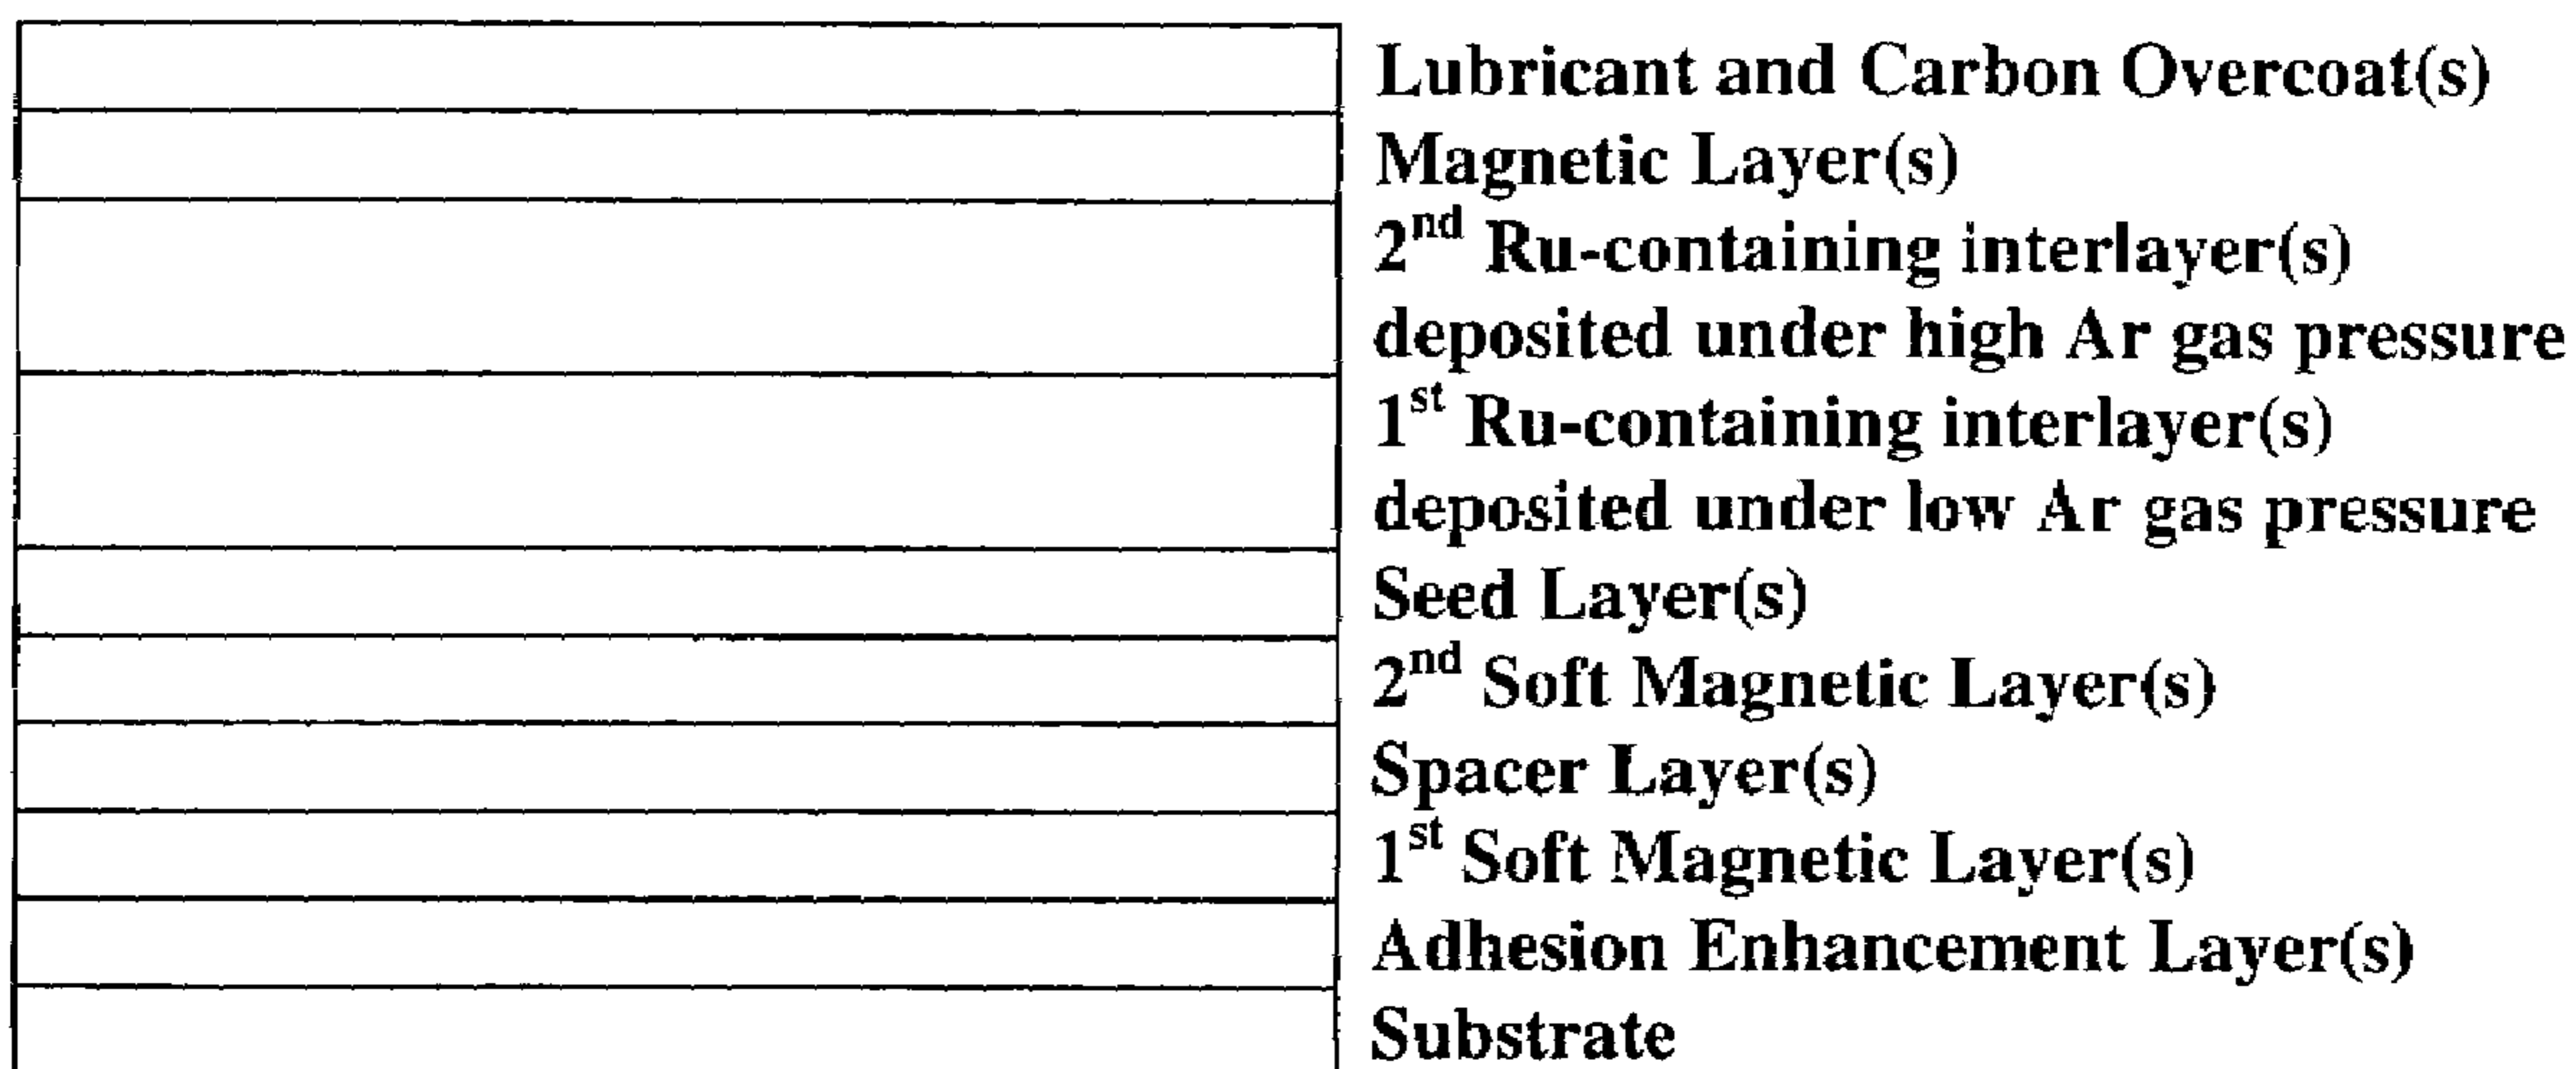 Lubricant and Carbon Overcoat(s)
Magnetic Layer(s)
2nd Ru-containing interlayer(s)
deposited under high Ar gas pressure
1st Ru-containing interlayer(s)
deposited under low Ar gas pressure
Seed Layer(s)
2nd Soft Magnetic Layer(s)
Spacer Layer(s)
1st Soft Magnetic Layer(s)
Adhesion Enhancement Layer(s)
Substrate